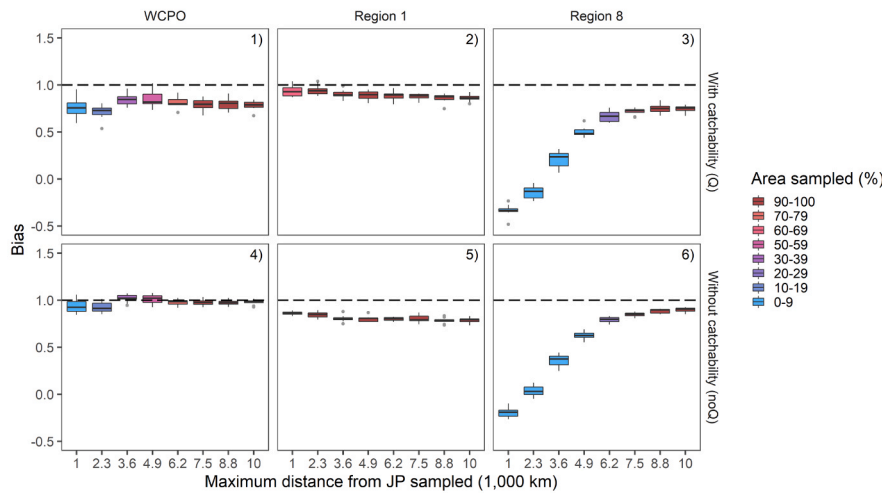 WCPO
Region 1
Region 8
1.5
1.0
0.5
0.0
-0.5
1)
2)
3)
With catchability (Q)
Bias
1.5
1.0
0.5
0.0
-0.5
4)
5)
6)
Without catchability (noQ)
1 2.3 3.6 4.9 6.2 7.5 8.8 10
1 2.3 3.6 4.9 6.2 7.5 8.8 10
1 2.3 3.6 4.9 6.2 7.5 8.8 10
Maximum distance from JP sampled (1,000 km)
Area sampled (%)
90-100
70-79
60-69
50-59
30-39
20-29
10-19
0-9